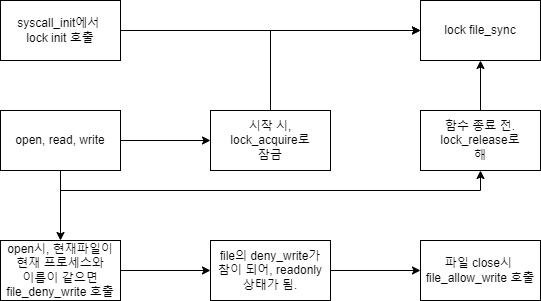 syscall_init에서
lock init 호출
lock file_sync
open, read, write
시작 시,
lock_acquire로
잠금
함수 종료 전.
lock_release로
해
open시, 현재파일이
현재 프로세스와
이름이 같으면
file_deny_write 호출
file의 deny_write가
참이 되어, readonly
상태가 됨.
파일 close시
file_allow_write 호출